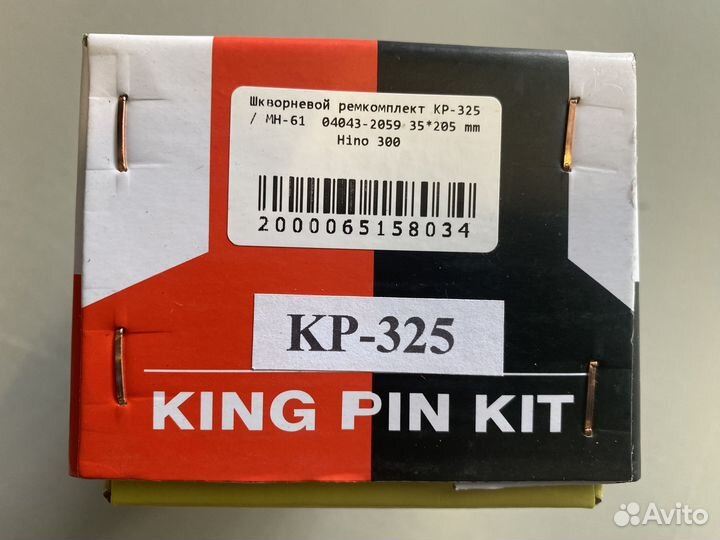 Шкворневой ремкомплект KP-325
/ MH-61 04043-2059 35*205 mm
Hino 300
2000065158034
KP-325
KING PIN KIT
Avito